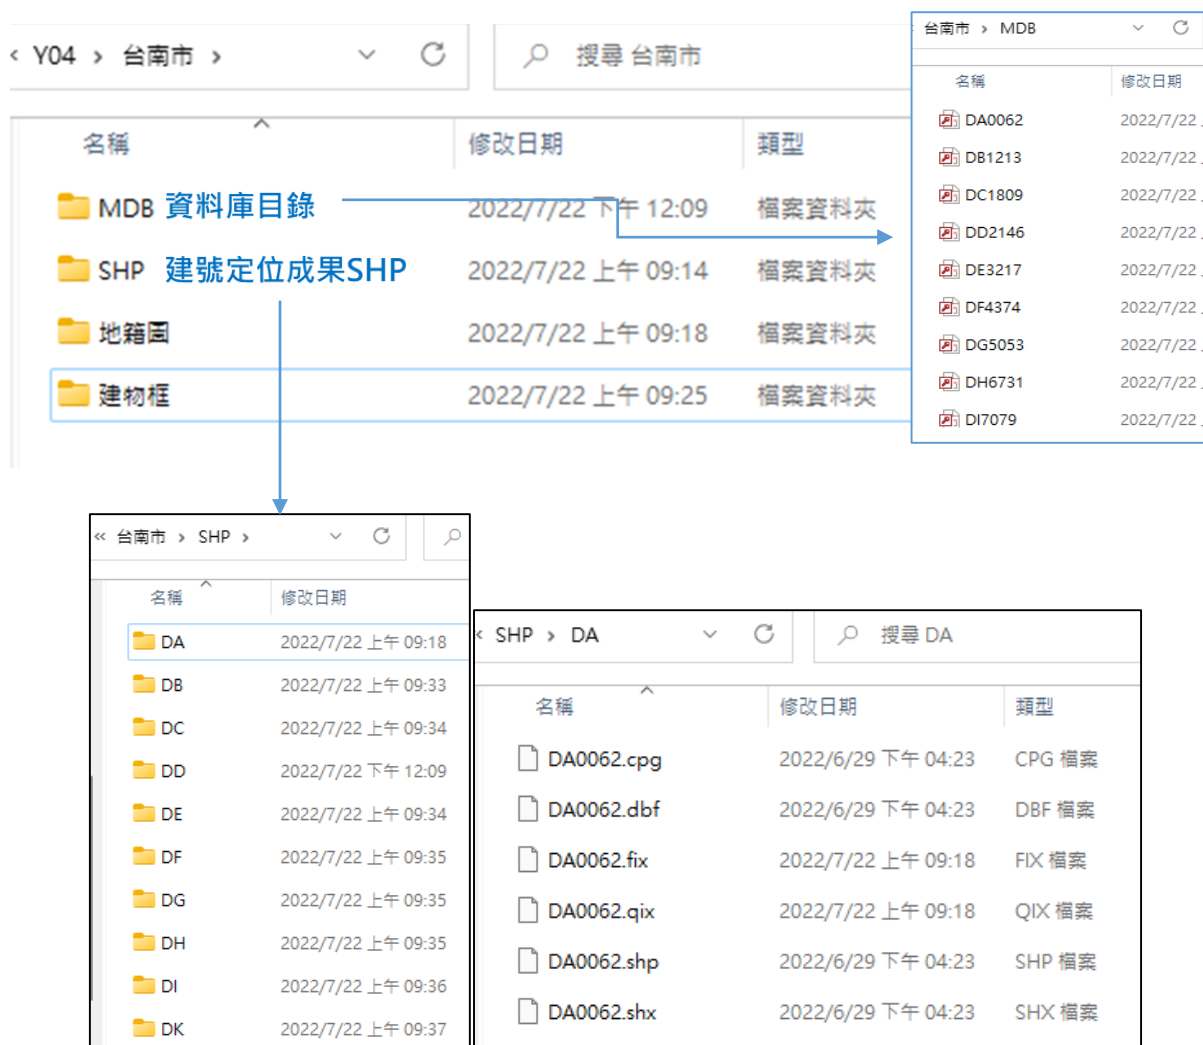 « Y04 › 台南市 ›
搜尋 台南市
名稱 修改日期 類型
MDB 資料庫目錄 2022/7/22 下午 12:09 檔案資料夾
SHP 建號定位成果SHP 2022/7/22 上午 09:14 檔案資料夾
地籍圖 2022/7/22 上午 09:18 檔案資料夾
建物框 2022/7/22 上午 09:25 檔案資料夾
台南市 › MDB
名稱 修改日期
DA0062 2022/7/22
DB1213 2022/7/22
DC1809 2022/7/22
DD2146 2022/7/22
DE3217 2022/7/22
DF4374 2022/7/22
DG5053 2022/7/22
DH6731 2022/7/22
DI7079 2022/7/22
« 台南市 › SHP ›
名稱 修改日期
DA 2022/7/22 上午 09:18
DB 2022/7/22 上午 09:33
DC 2022/7/22 上午 09:34
DD 2022/7/22 下午 12:09
DE 2022/7/22 上午 09:34
DF 2022/7/22 上午 09:35
DG 2022/7/22 上午 09:35
DH 2022/7/22 上午 09:35
DI 2022/7/22 上午 09:36
DK 2022/7/22 上午 09:37
« SHP › DA
搜尋 DA
名稱 修改日期 類型
DA0062.cpg 2022/6/29 下午 04:23 CPG 檔案
DA0062.dbf 2022/6/29 下午 04:23 DBF 檔案
DA0062.fix 2022/7/22 上午 09:18 FIX 檔案
DA0062.qix 2022/7/22 上午 09:18 QIX 檔案
DA0062.shp 2022/6/29 下午 04:23 SHP 檔案
DA0062.shx 2022/6/29 下午 04:23 SHX 檔案